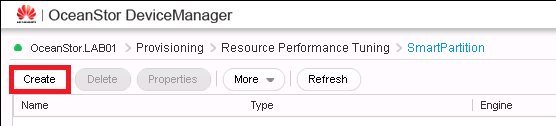 HUAWEI
OceanStor DeviceManager
OceanStor.LAB01 > Provisioning > Resource Performance Tuning > SmartPartition
Create Delete Properties More Refresh
Name Type Engine